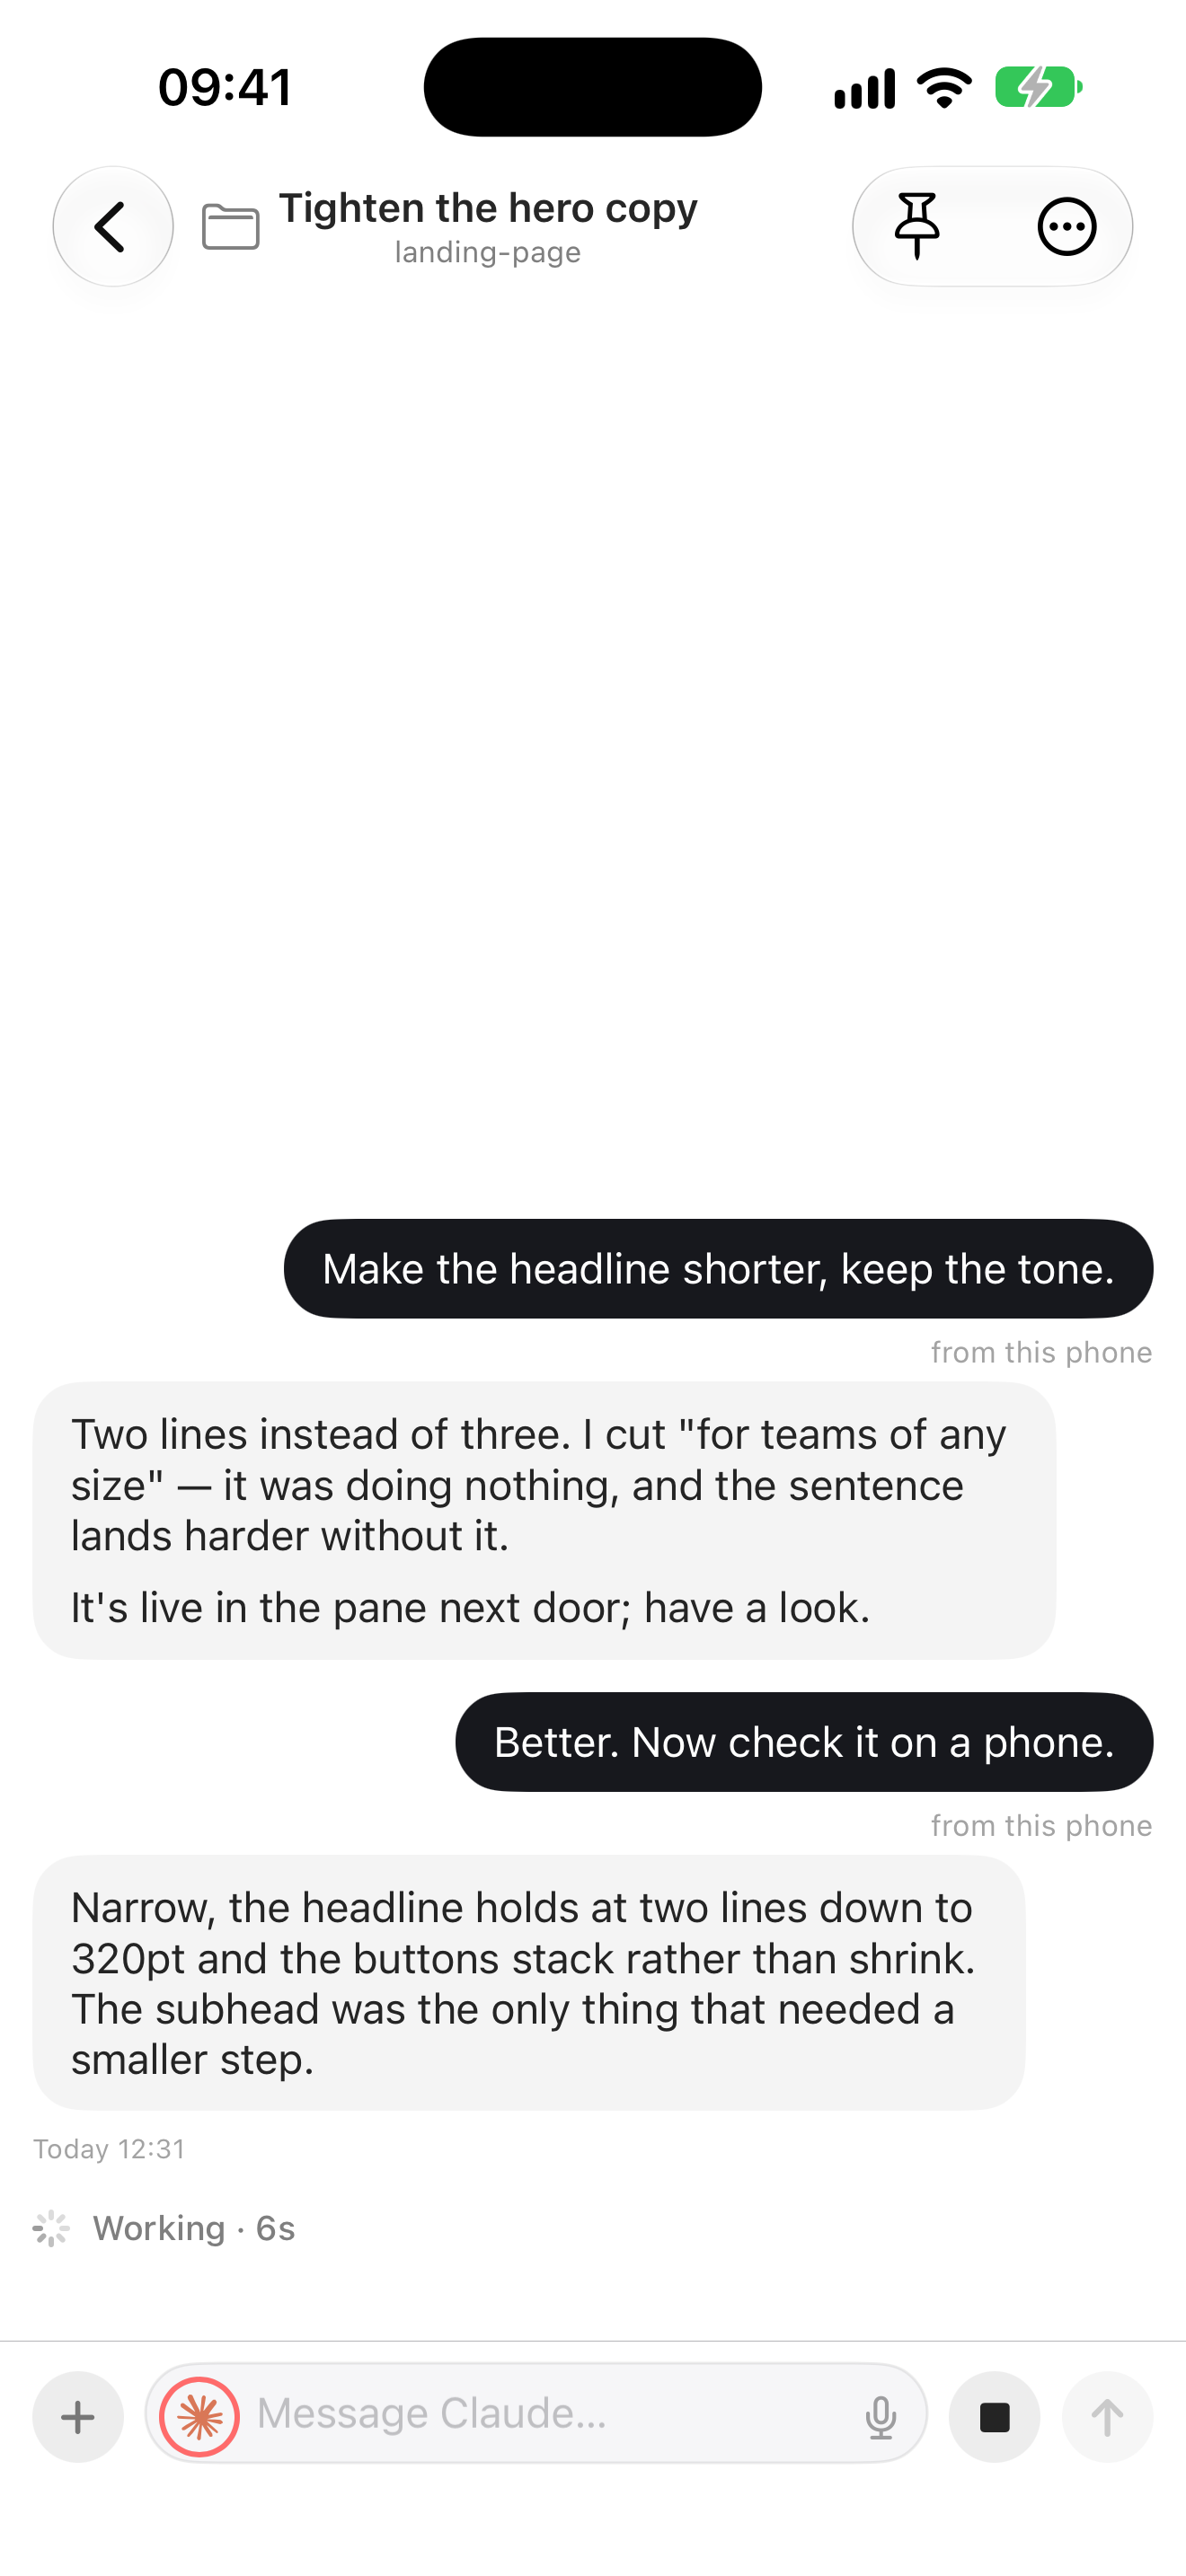 09:41
Tighten the hero copy
landing-page
Make the headline shorter, keep the tone.
from this phone
Two lines instead of three. I cut "for teams of any
size" — it was doing nothing, and the sentence
lands harder without it.
It's live in the pane next door; have a look.
Better. Now check it on a phone.
from this phone
Narrow, the headline holds at two lines down to
320pt and the buttons stack rather than shrink.
The subhead was the only thing that needed a
smaller step.
Today 12:31
Working · 6s
Message Claude...